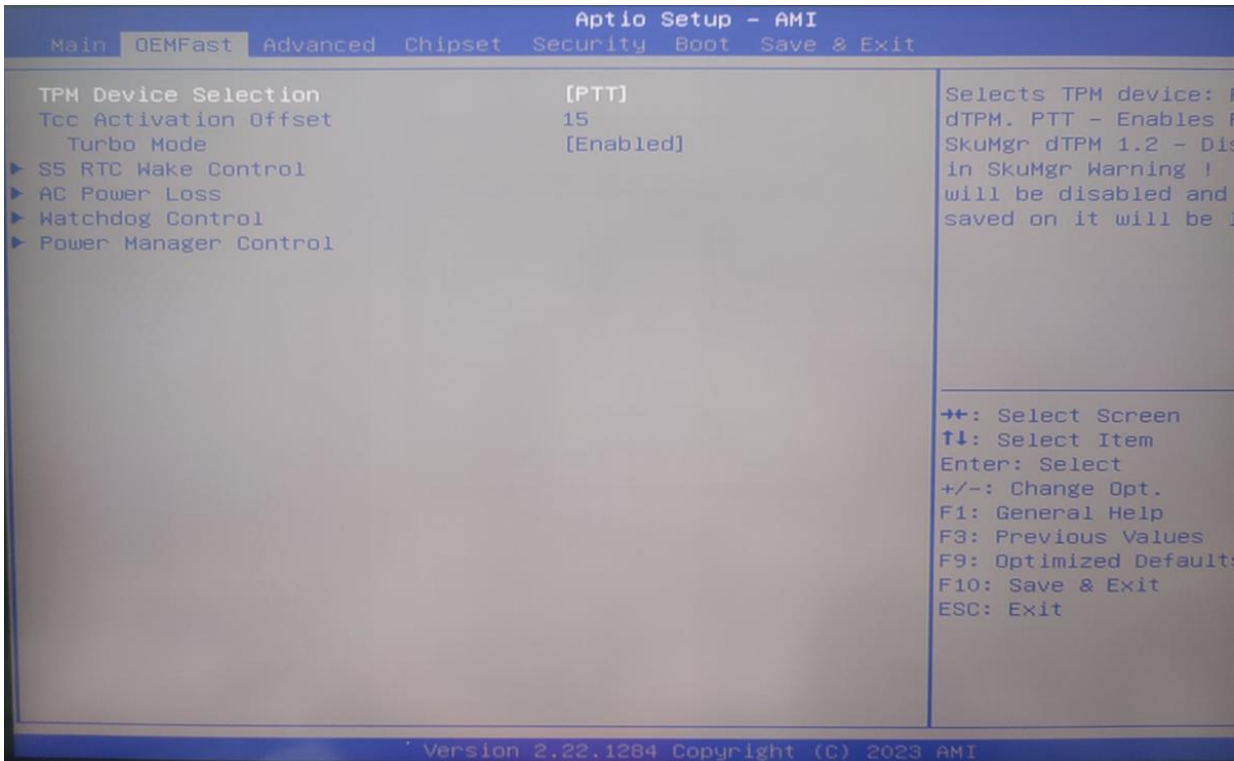 Aptio Setup – AMI
Main OEMFast Advanced Chipset Security Boot Save & Exit
TPM Device Selection [PTT]
Tcc Activation Offset 15
Turbo Mode [Enabled]
S5 RTC Wake Control
AC Power Loss
Watchdog Control
Power Manager Control
Selects TPM device:
dTPM. PTT – Enables
SkuMgr dTPM 1.2 –
in SkuMgr Warning !
will be disabled and
saved on it will be
→←: Select Screen
↑↓: Select Item
Enter: Select
+/-: Change Opt.
F1: General Help
F3: Previous Values
F9: Optimized Defaults
F10: Save & Exit
ESC: Exit
Version 2.22.1284 Copyright (C) 2023 AMI